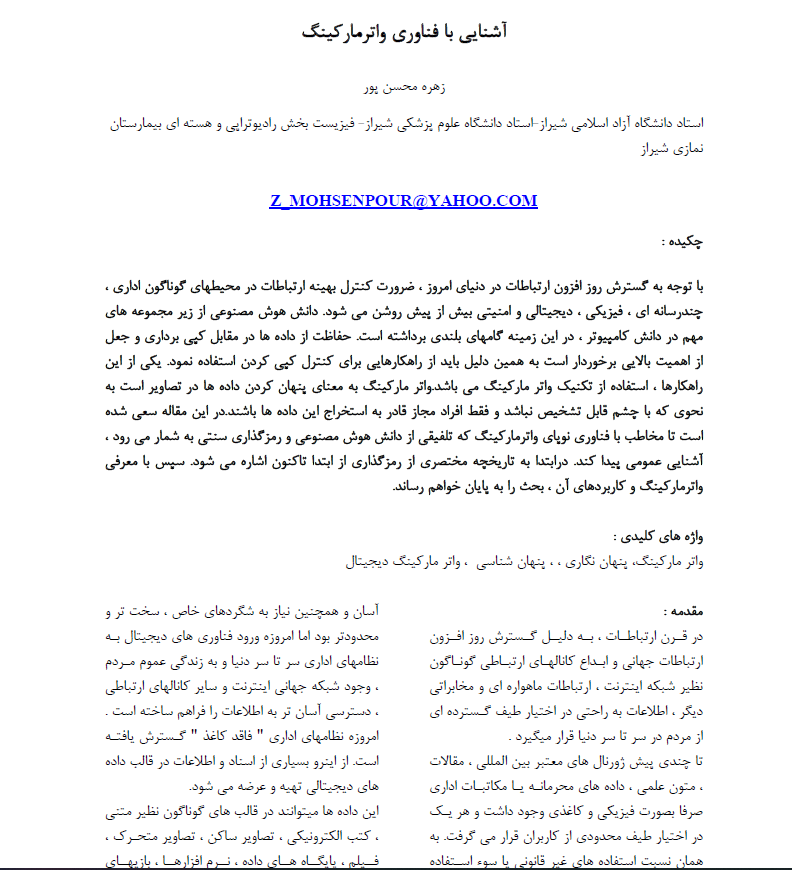 آشنایی با فناوری واترمارکینگ
زهره محسن پور
استاد دانشگاه آزاد اسلامی شیراز-استاد دانشگاه علوم پزشکی شیراز- فیزیست بخش رادیوتراپی و هسته ای بیمارستان
نمازی شیراز
Z_MOHSENPOUR@YAHOO.COM
چکیده :
با توجه به گسترش روز افزون ارتباطات در دنیای امروز ، ضرورت کنترل بهینه ارتباطات در محیطهای گوناگون اداری ،
چندرسانه ای ، فیزیکی ، دیجیتالی و امنیتی بیش از پیش روشن می شود. دانش هوش مصنوعی از زیر مجموعه های
مهم در دانش کامپیوتر ، در این زمینه گامهای بلندی برداشته است. حفاظت از داده ها در مقابل کپی برداری و جعل
از اهمیت بالایی برخوردار است به همین دلیل باید از راهکارهایی برای کنترل کپی کردن استفاده نمود. یکی از این
راهکارها ، استفاده از تکنیک واتر مارکینگ می باشد.واتر مارکینگ به معنای پنهان کردن داده ها در تصاویر است به
نحوی که با چشم قابل تشخیص نباشد و فقط افراد مجاز قادر به استخراج این داده ها باشند.در این مقاله سعی شده
است تا مخاطب با فناوری نوپای واترمارکینگ که تلفیقی از دانش هوش مصنوعی و رمزگذاری سنتی به شمار می رود ،
آشنایی عمومی پیدا کند. درابتدا به تاریخچه مختصری از رمزگذاری از ابتدا تاکنون اشاره می شود. سپس با معرفی
واترمارکینگ و کاربردهای آن ، بحث را به پایان خواهم رساند.
واژه های کلیدی :
واتر مارکینگ، پنهان نگاری ، ، پنهان شناسی ، واتر مارکینگ دیجیتال
مقدمه :
در قرن ارتباطات ، به دلیل گسترش روز افزون
ارتباطات جهانی و ابداع کانالهای ارتباطی گوناگون
نظیر شبکه اینترنت ، ارتباطات ماهواره ای و مخابراتی
دیگر ، اطلاعات به راحتی در اختیار طیف گسترده ای
از مردم در سر تا سر دنیا قرار میگیرد .
تا چندی پیش ژورنال های معتبر بین المللی ، مقالات
، متون علمی ، داده های محرمانه یا مکاتبات اداری
صرفا بصورت فیزیکی و کاغذی وجود داشت و هر یک
در اختیار طیف محدودی از کاربران قرار می گرفت. به
همان نسبت استفاده های غیر قانونی یا سوء استفاده
آسان و همچنین نیاز به شگردهای خاص ، سخت تر و
محدودتر بود اما امروزه ورود فناوری های دیجیتال به
نظامهای اداری سر تا سر دنیا و به زندگی عموم مردم
، وجود شبکه جهانی اینترنت و سایر کانالهای ارتباطی
، دسترسی آسان تر به اطلاعات را فراهم ساخته است .
امروزه نظامهای اداری " فاقد کاغذ " گسترش یافته
است. از اینرو بسیاری از اسناد و اطلاعات در قالب داده
های دیجیتالی تهیه و عرضه می شود.
این داده ها میتوانند در قالب های گوناگون نظیر متنی
، کتب الکترونیکی ، تصاویر ساکن ، تصاویر متحرک ،
فیلم ، پایگاه های داده ، نرم افزارها ، بازیهای